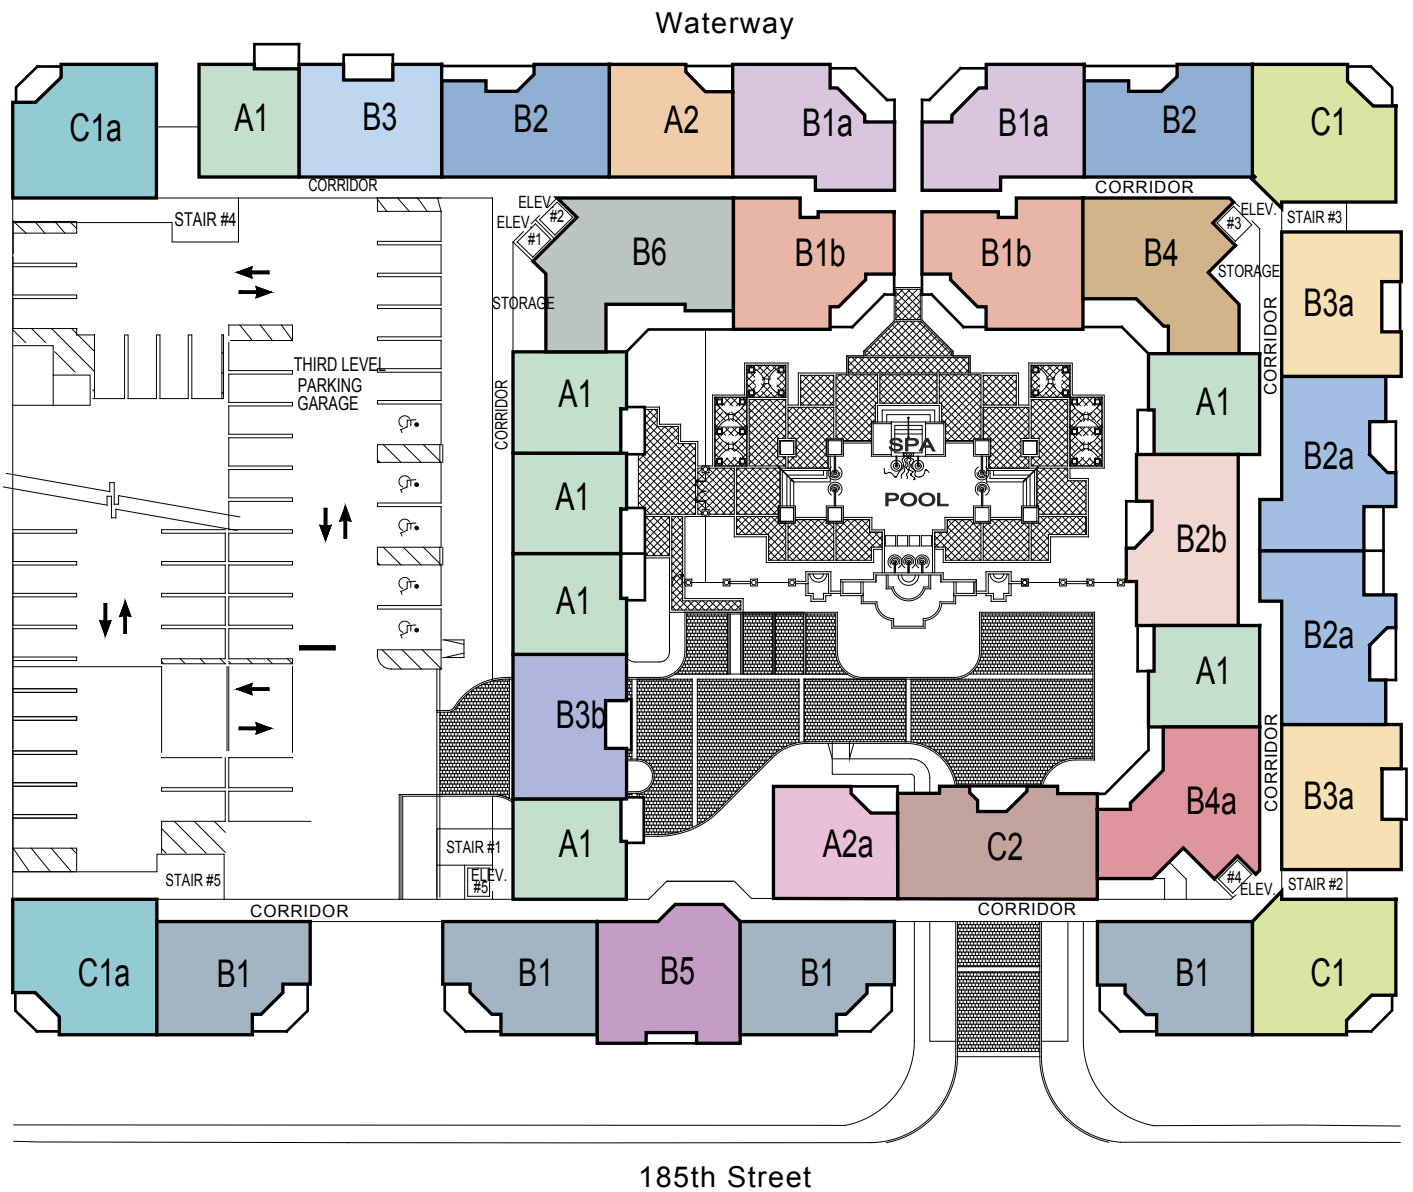 Waterway
C1a
A1
B3
B2
A2
B1a
B1a
B2
C1
CORRIDOR
CORRIDOR
STAIR #4
ELEV.
#2
ELEV.
#1
ELEV.
#3
STAIR #3
B6
B1b
B1b
B4
STORAGE
STORAGE
B3a
CORRIDOR
THIRD LEVEL
PARKING
GARAGE
CORRIDOR
A1
A1
SPA
POOL
B2a
A1
B2b
A1
B2a
A1
B3b
CORRIDOR
B4a
B3a
STAIR #1
A1
A2a
C2
ELEV.
#5
STAIR #5
#4
ELEV.
STAIR #2
CORRIDOR
CORRIDOR
C1a
B1
B1
B5
B1
B1
C1
185th Street